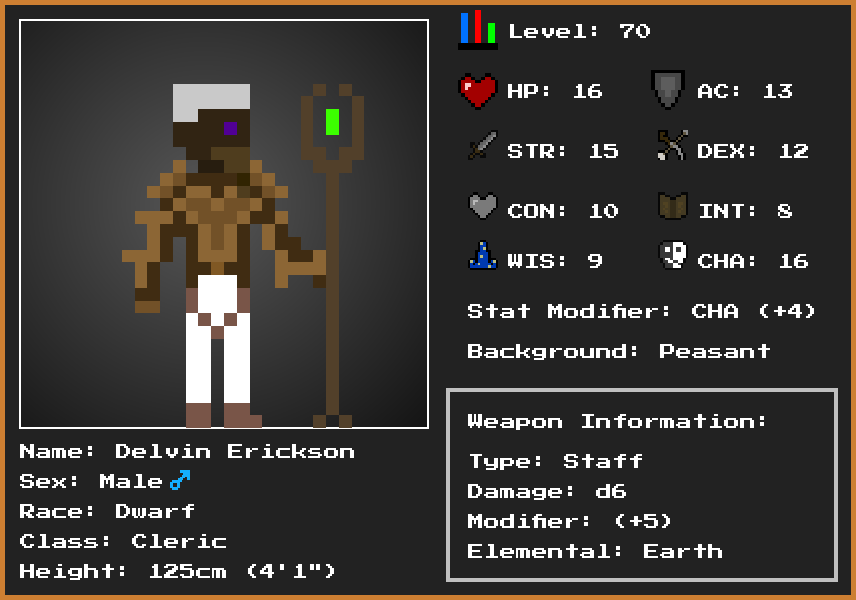 Level: 70
HP: 16 AC: 13
STR: 15 DEX: 12
CON: 10 INT: 8
WIS: 9 CHA: 16
Stat Modifier: CHA (+4)
Background: Peasant
Weapon Information:
Type: Staff
Damage: d6
Modifier: (+5)
Elemental: Earth
Name: Delvin Erickson
Sex: Male♂
Race: Dwarf
Class: Cleric
Height: 125cm (4'1")